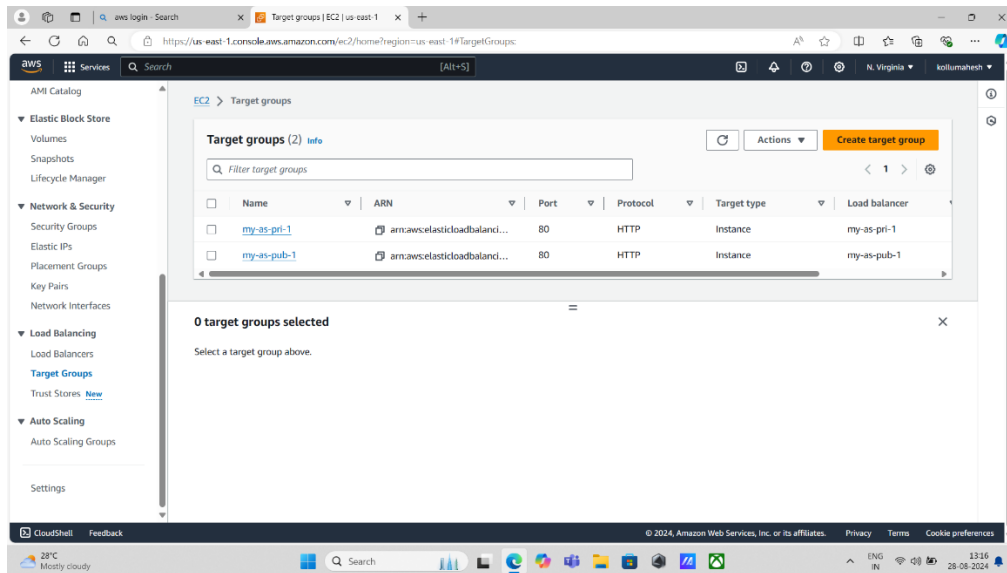 aws login - Search
Target groups | EC2 | us-east-1
https://us-east-1.console.aws.amazon.com/ec2/home?region=us-east-1#TargetGroups:
aws
Services
Search
[Alt+S]
N. Virginia
kollumahesh
AMI Catalog
Elastic Block Store
Volumes
Snapshots
Lifecycle Manager
Network & Security
Security Groups
Elastic IPs
Placement Groups
Key Pairs
Network Interfaces
Load Balancing
Load Balancers
Target Groups
Trust Stores New
Auto Scaling
Auto Scaling Groups
Settings
EC2 > Target groups
Target groups (2) Info
Actions
Create target group
Filter target groups
1
Name ARN Port Protocol Target type Load balancer
my-as-pri-1 arn:aws:elasticloadbalanci... 80 HTTP Instance my-as-pri-1
my-as-pub-1 arn:aws:elasticloadbalanci... 80 HTTP Instance my-as-pub-1
0 target groups selected
Select a target group above.
CloudShell Feedback © 2024, Amazon Web Services, Inc. or its affiliates. Privacy Terms Cookie preferences
28°C
Mostly cloudy
Search
ENG
IN
13:16
28-08-2024